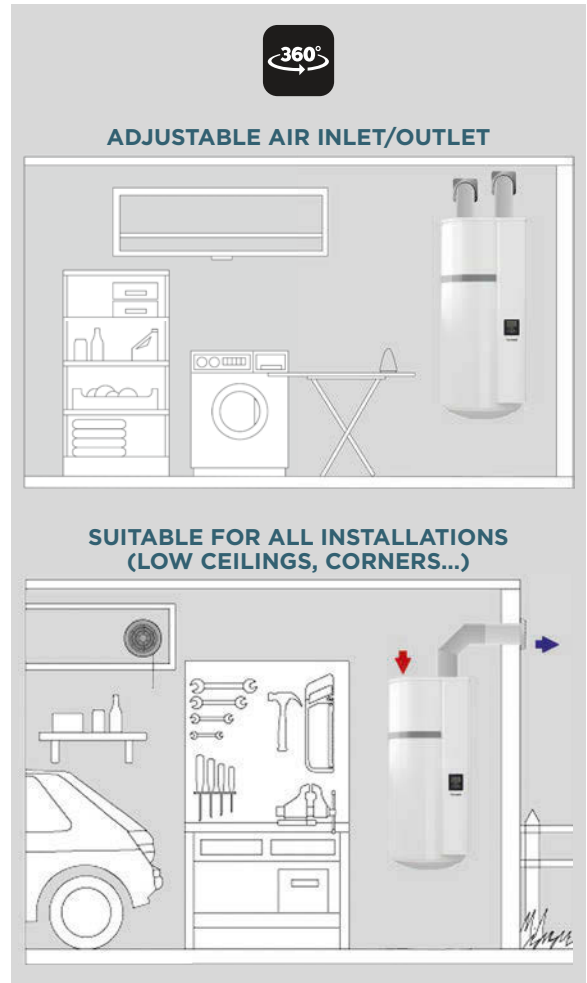 360°
ADJUSTABLE AIR INLET/OUTLET
SUITABLE FOR ALL INSTALLATIONS
(LOW CEILINGS, CORNERS...)